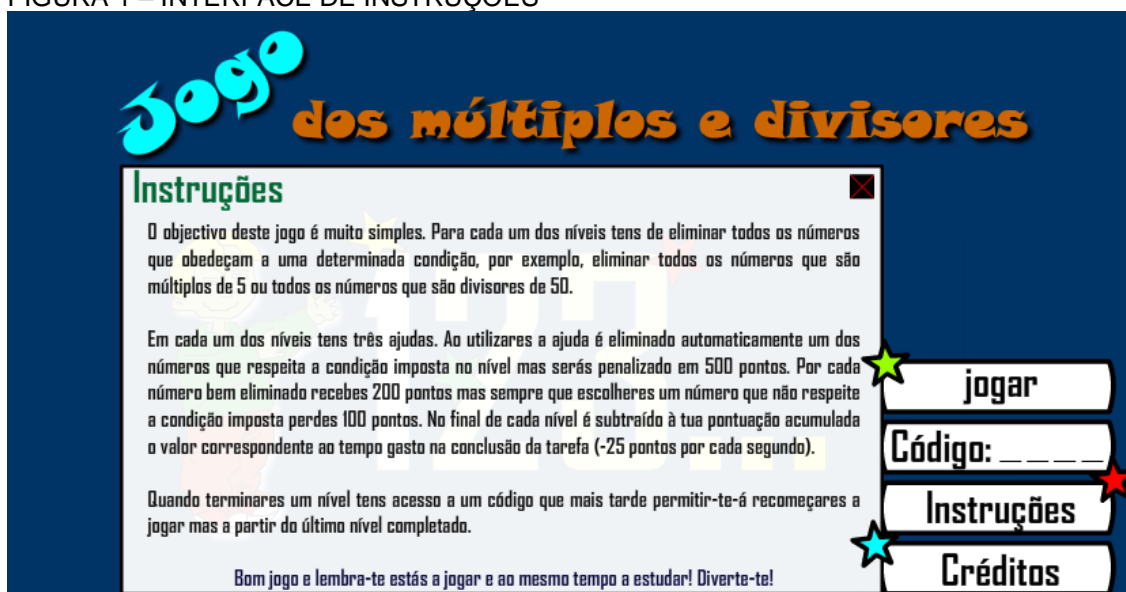 FIGURA 1 – INTERFACE DE INSTRUÇÕES
Jogo
dos múltiplos e divisores
Instruções
O objectivo deste jogo é muito simples. Para cada um dos níveis tens de eliminar todos os números
que obedeçam a uma determinada condição, por exemplo, eliminar todos os números que são
múltiplos de 5 ou todos os números que são divisores de 50.
Em cada um dos níveis tens três ajudas. Ao utilizares a ajuda é eliminado automaticamente um dos
números que respeita a condição imposta no nível mas serás penalizado em 500 pontos. Por cada
número bem eliminado recebes 200 pontos mas sempre que escolheres um número que não respeite
a condição imposta perdes 100 pontos. No final de cada nível é subtraído à tua pontuação acumulada
o valor correspondente ao tempo gasto na conclusão da tarefa (-25 pontos por cada segundo).
Quando terminares um nível tens acesso a um código que mais tarde permitir-te-á recomeçares a
jogar mas a partir do último nível completado.
Bom jogo e lembra-te estás a jogar e ao mesmo tempo a estudar! Diverte-te!
123...
jogar
Código: _ _ _ _
Instruções
Créditos